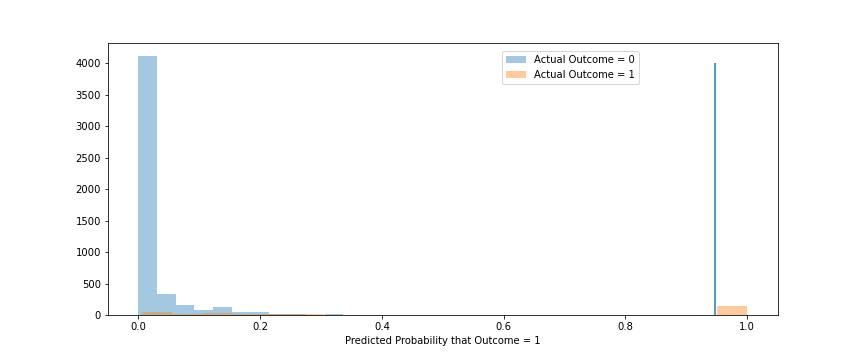 Actual Outcome = 0
Actual Outcome = 1
4000
3500
3000
2500
2000
1500
1000
500
0
0.0 0.2 0.4 0.6 0.8 1.0
Predicted Probability that Outcome = 1